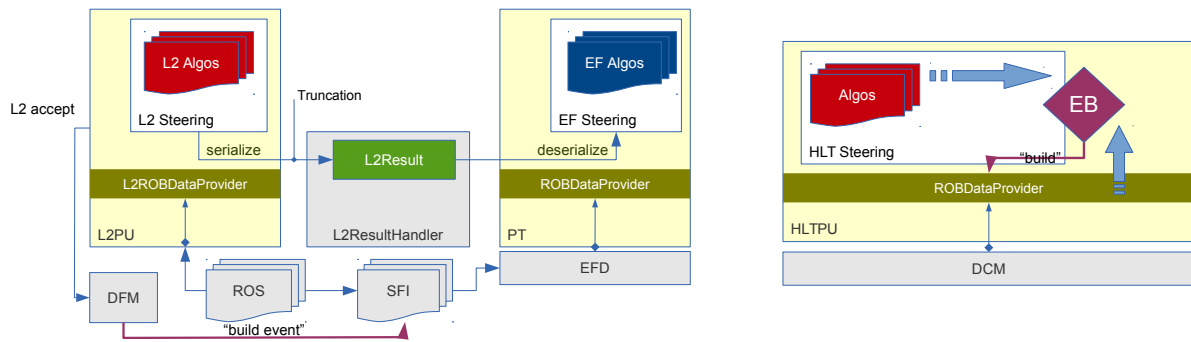 L2 Algos
L2 Steering
L2 accept
Truncation
serialize
L2Result
deserialize
EF Algos
EF Steering
L2ROBDataProvider
L2PU
L2ResultHandler
ROBDataProvider
PT
EFD
DFM
ROS
SFI
“build event”
Algos
HLT Steering
EB
“build”
ROBDataProvider
HLTPU
DCM